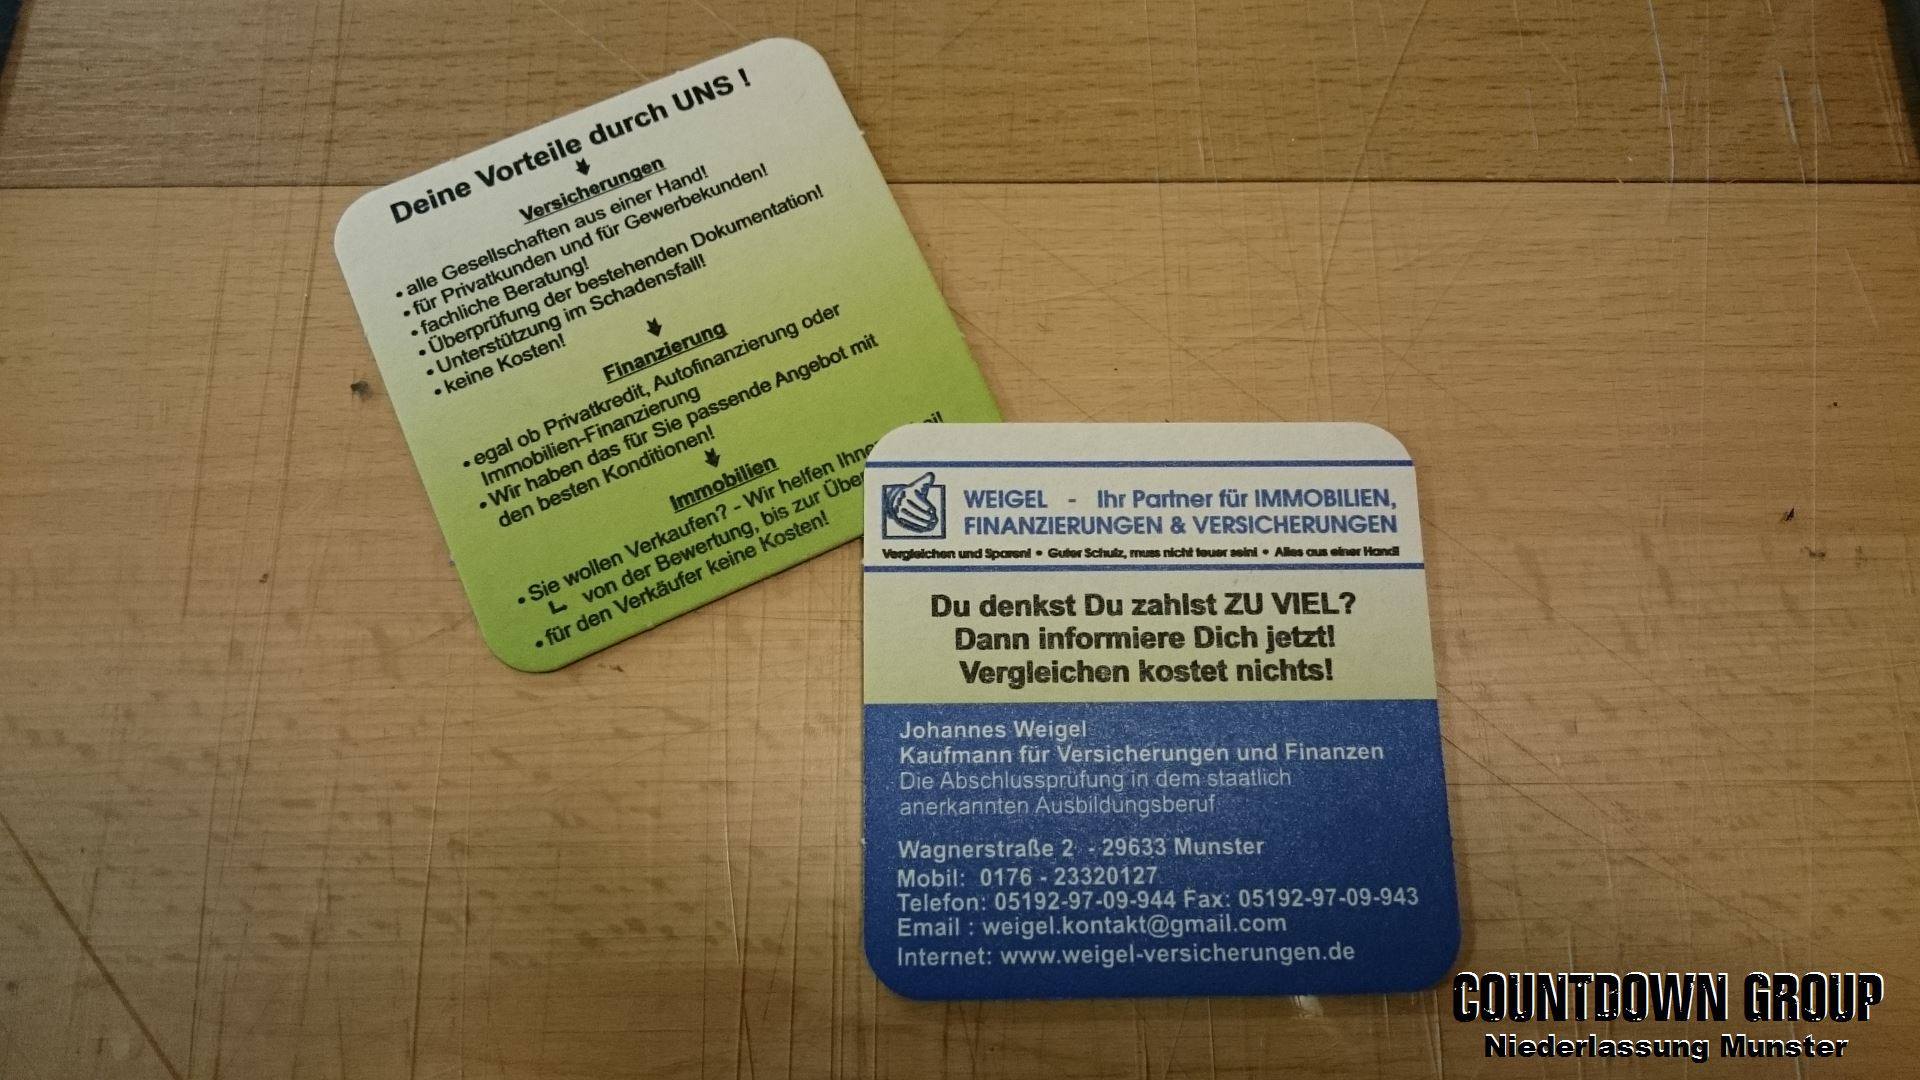 Deine Vorteile durch UNS !
Versicherungen
• alle Gesellschaften aus einer Hand!
• für Privatkunden und für Gewerbekunden!
• fachliche Beratung!
• Überprüfung der bestehenden Dokumentation!
• Unterstützung im Schadensfall!
• keine Kosten!
Finanzierung
• egal ob Privatkredit, Autofinanzierung oder
Immobilien-Finanzierung
• Wir haben das für Sie passende Angebot mit
den besten Konditionen!
Immobilien
• Sie wollen Verkaufen? - Wir helfen
von der Bewertung, bis zur
• für den Verkäufer keine Kosten!
WEIGEL - Ihr Partner für IMMOBILIEN,
FINANZIERUNGEN & VERSICHERUNGEN
Vergleichen und Sparen! • Guter Schutz, muss nicht teuer sein! • Alles aus einer Hand!
Du denkst Du zahlst ZU VIEL?
Dann informiere Dich jetzt!
Vergleichen kostet nichts!
Johannes Weigel
Kaufmann für Versicherungen und Finanzen
Die Abschlussprüfung in dem staatlich
anerkannten Ausbildungsberuf
Wagnerstraße 2 - 29633 Munster
Mobil: 0176 - 23320127
Telefon: 05192-97-09-944 Fax: 05192-97-09-943
Email : weigel.kontakt@gmail.com
Internet: www.weigel-versicherungen.de
COUNTDOWN GROUP
Niederlassung Munster